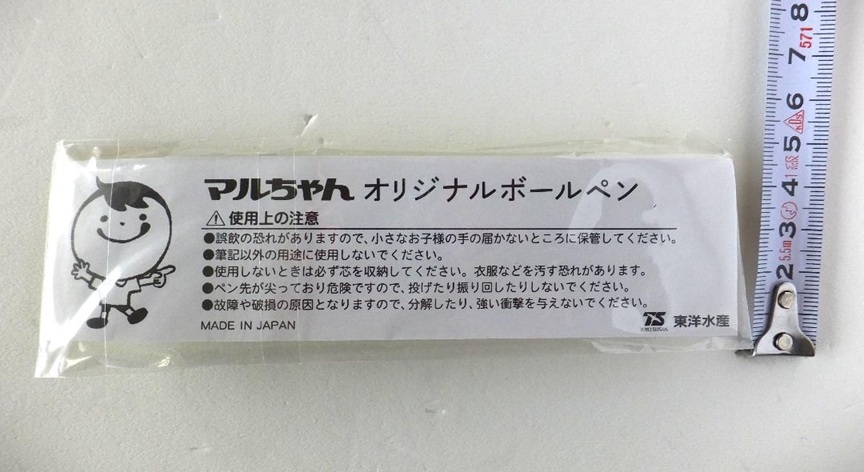 マルちゃん オリジナルボールペン
使用上の注意
●誤飲の恐れがありますので、小さなお子様の手の届かないところに保管してください。
●筆記以外の用途に使用しないでください。
●使用しないときは必ず芯を収納してください。衣服などを汚す恐れがあります。
●ペン先が尖っており危険ですので、投げたり振り回したりしないでください。
●故障や破損の原因となりますので、分解したり、強い衝撃を与えないでください。
MADE IN JAPAN
TS 東洋水産
8
571
7
6
5
4
3
5.5m
2